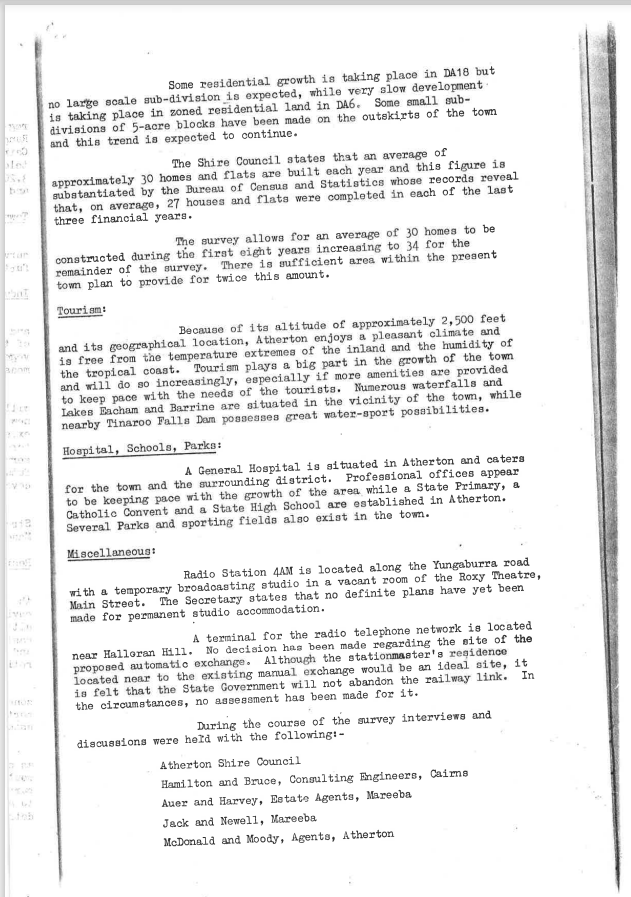 Some residential growth is taking place in DA18 but
no large scale sub-division is expected, while very slow development
is taking place in zoned residential land in DA6. Some small sub-
divisions of 5-acre blocks have been made on the outskirts of the town
and this trend is expected to continue.
The Shire Council states that an average of
approximately 30 homes and flats are built each year and this figure is
substantiated by the Bureau of Census and Statistics whose records reveal
that, on average, 27 houses and flats were completed in each of the last
three financial years.
The survey allows for an average of 30 homes to be
constructed during the first eight years increasing to 34 for the
remainder of the survey. There is sufficient area within the present
town plan to provide for twice this amount.
Tourism:
Because of its altitude of approximately 2,500 feet
and its geographical location, Atherton enjoys a pleasant climate and
is free from the temperature extremes of the inland and the humidity of
the tropical coast. Tourism plays a big part in the growth of the town
and will do so increasingly, especially if more amenities are provided
to keep pace with the needs of the tourists. Numerous waterfalls and
Lakes Eacham and Barrine are situated in the vicinity of the town, while
nearby Tinaroo Falls Dam possesses great water-sport possibilities.
Hospital, Schools, Parks:
A General Hospital is situated in Atherton and caters
for the town and the surrounding district. Professional offices appear
to be keeping pace with the growth of the area while a State Primary, a
Catholic Convent and a State High School are established in Atherton.
Several Parks and sporting fields also exist in the town.
Miscellaneous:
Radio Station 4AM is located along the Yungaburra road
with a temporary broadcasting studio in a vacant room of the Roxy Theatre,
Main Street. The Secretary states that no definite plans have yet been
made for permanent studio accommodation.
A terminal for the radio telephone network is located
near Halloran Hill. No decision has been made regarding the site of the
proposed automatic exchange. Although the stationmaster's residence
located near to the existing manual exchange would be an ideal site, it
is felt that the State Government will not abandon the railway link. In
the circumstances, no assessment has been made for it.
During the course of the survey interviews and
discussions were held with the following:-
Atherton Shire Council
Hamilton and Bruce, Consulting Engineers, Cairns
Auer and Harvey, Estate Agents, Mareeba
Jack and Newell, Mareeba
McDonald and Moody, Agents, Atherton